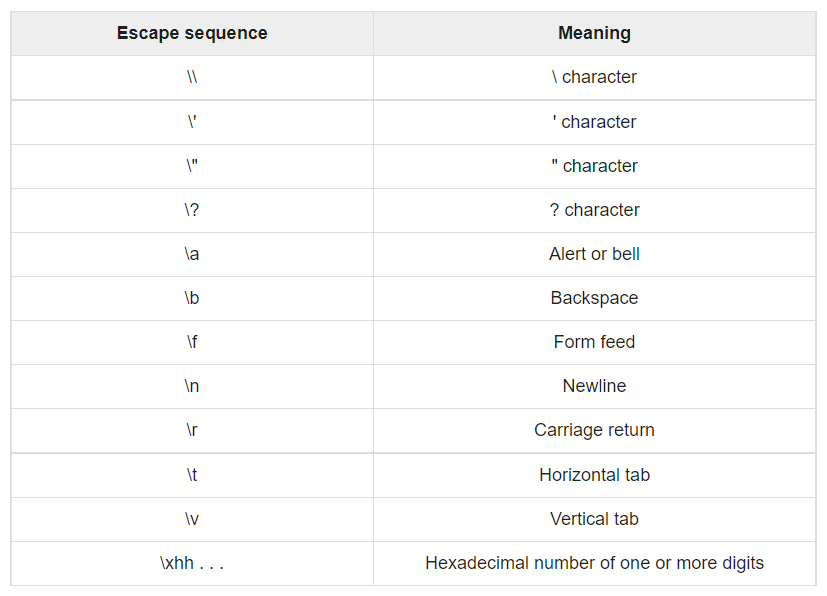 Escape sequence Meaning
\\ \ character
\' ' character
\" " character
\? ? character
\a Alert or bell
\b Backspace
\f Form feed
\n Newline
\r Carriage return
\t Horizontal tab
\v Vertical tab
\xhh . . . Hexadecimal number of one or more digits